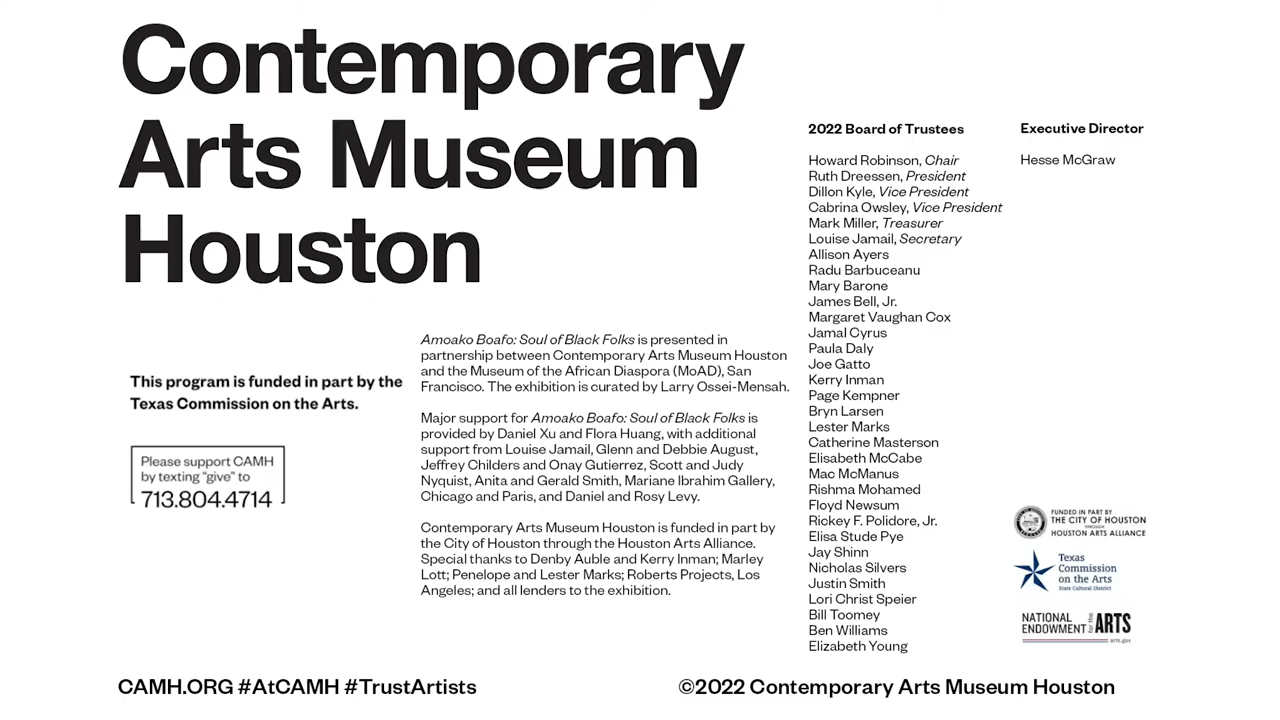 Contemporary
Arts Museum
Houston
This program is funded in part by the
Texas Commission on the Arts.
Please support CAMH
by texting “give” to
713.804.4714
Amoako Boafo: Soul of Black Folks is presented in
partnership between Contemporary Arts Museum Houston
and the Museum of the African Diaspora (MoAD), San
Francisco. The exhibition is curated by Larry Ossei-Mensah.
Major support for Amoako Boafo: Soul of Black Folks is
provided by Daniel Xu and Flora Huang, with additional
support from Louise Jamail, Glenn and Debbie August,
Jeffrey Childers and Onay Gutierrez, Scott and Judy
Nyquist, Anita and Gerald Smith, Mariane Ibrahim Gallery,
Chicago and Paris, and Daniel and Rosy Levy.
Contemporary Arts Museum Houston is funded in part by
the City of Houston through the Houston Arts Alliance.
Special thanks to Denby Auble and Kerry Inman; Marley
Lott; Penelope and Lester Marks; Roberts Projects, Los
Angeles; and all lenders to the exhibition.
2022 Board of Trustees
Howard Robinson, Chair
Ruth Dreessen, President
Dillon Kyle, Vice President
Cabrina Owsley, Vice President
Mark Miller, Treasurer
Louise Jamail, Secretary
Allison Ayers
Radu Barbuceanu
Mary Barone
James Bell, Jr.
Margaret Vaughan Cox
Jamal Cyrus
Paula Daly
Joe Gatto
Kerry Inman
Page Kempner
Bryn Larsen
Lester Marks
Catherine Masterson
Elisabeth McCabe
Mac McManus
Rishma Mohamed
Floyd Newsum
Rickey F. Polidore, Jr.
Elisa Stude Pye
Jay Shinn
Nicholas Silvers
Justin Smith
Lori Christ Speier
Bill Toomey
Ben Williams
Elizabeth Young
Executive Director
Hesse McGraw
FUNDED IN PART BY
THE CITY OF HOUSTON
THROUGH
HOUSTON ARTS ALLIANCE
Texas
Commission
on the Arts
State Cultural District
NATIONAL
ENDOWMENT for the ARTS
arts.gov
CAMH.ORG #AtCAMH #TrustArtists
©2022 Contemporary Arts Museum Houston